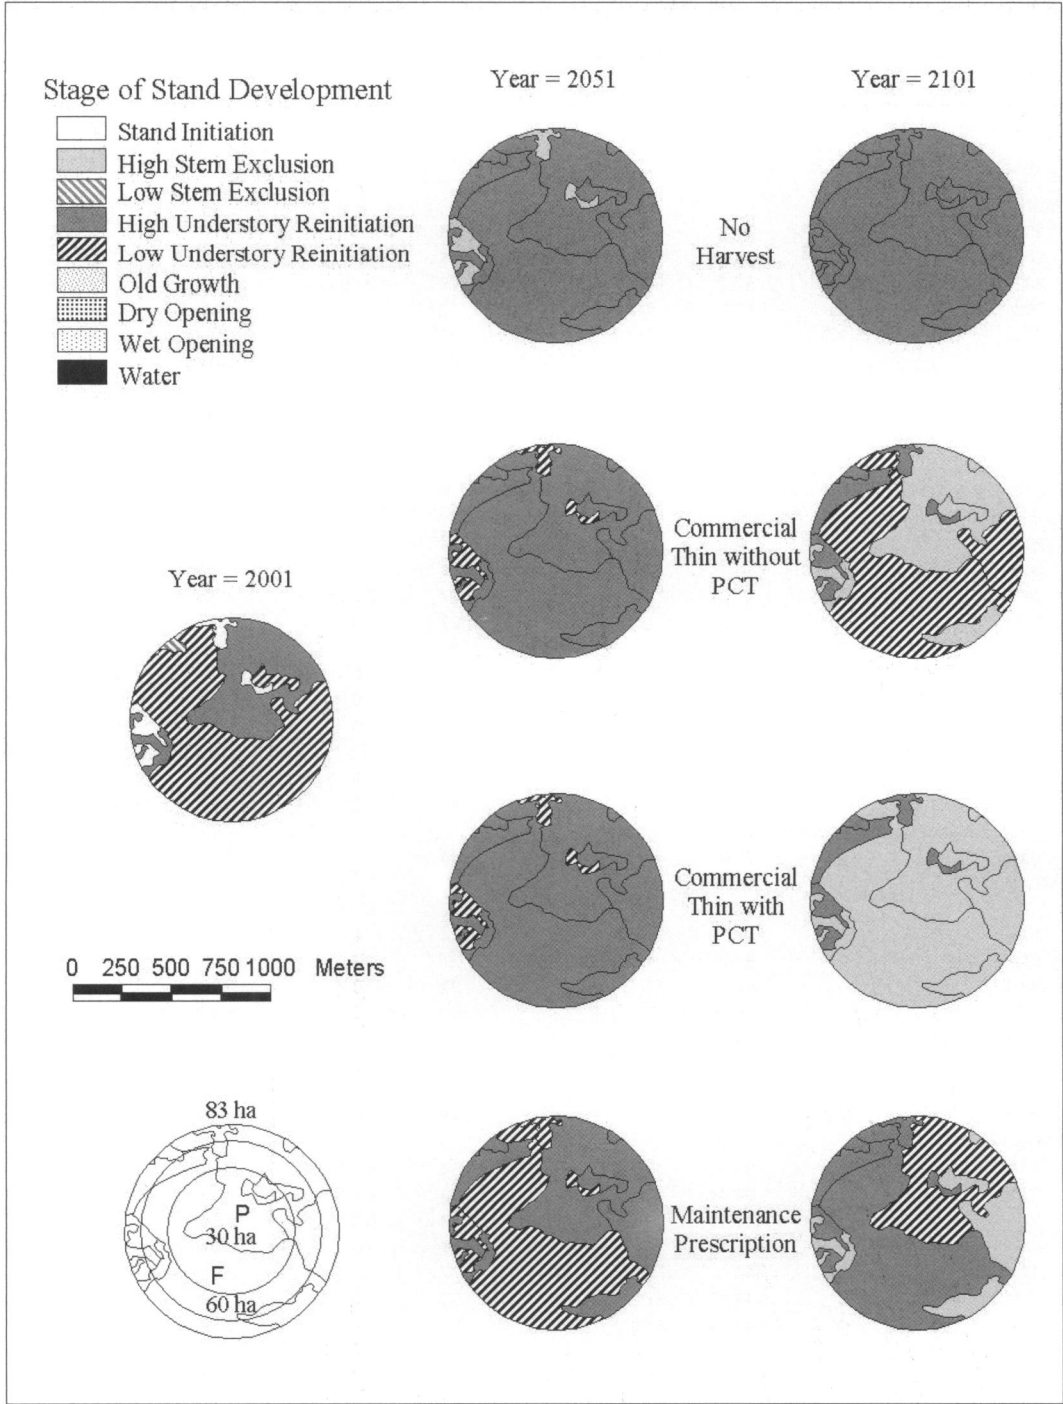 Stage of Stand Development
Stand Initiation
High Stem Exclusion
Low Stem Exclusion
High Understory Reinitiation
Low Understory Reinitiation
Old Growth
Dry Opening
Wet Opening
Water
Year = 2051
Year = 2101
No
Harvest
Commercial
Thin without
PCT
Year = 2001
Commercial
Thin with
PCT
0 250 500 750 1000 Meters
83 ha
P
30 ha
F
60 ha
Maintenance
Prescription